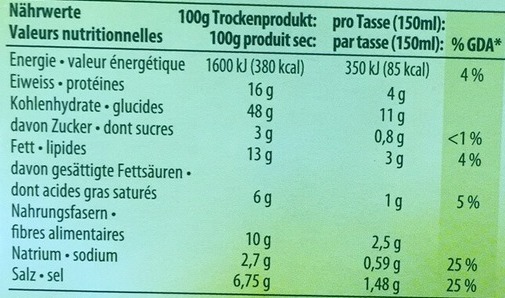 Nährwerte 100g Trockenprodukt: pro Tasse (150ml):
Valeurs nutritionnelles 100g produit sec: par tasse (150ml): % GDA*
Energie • valeur énergétique 1600 kJ (380 kcal) 350 kJ (85 kcal) 4 %
Eiweiss • protéines 16 g 4 g
Kohlenhydrate • glucides 48 g 11 g
davon Zucker • dont sucres 3 g 0,8 g <1 %
Fett • lipides 13 g 3 g 4 %
davon gesättigte Fettsäuren •
dont acides gras saturés 6 g 1 g 5 %
Nahrungsfasern •
fibres alimentaires 10 g 2,5 g
Natrium • sodium 2,7 g 0,59 g 25 %
Salz • sel 6,75 g 1,48 g 25 %